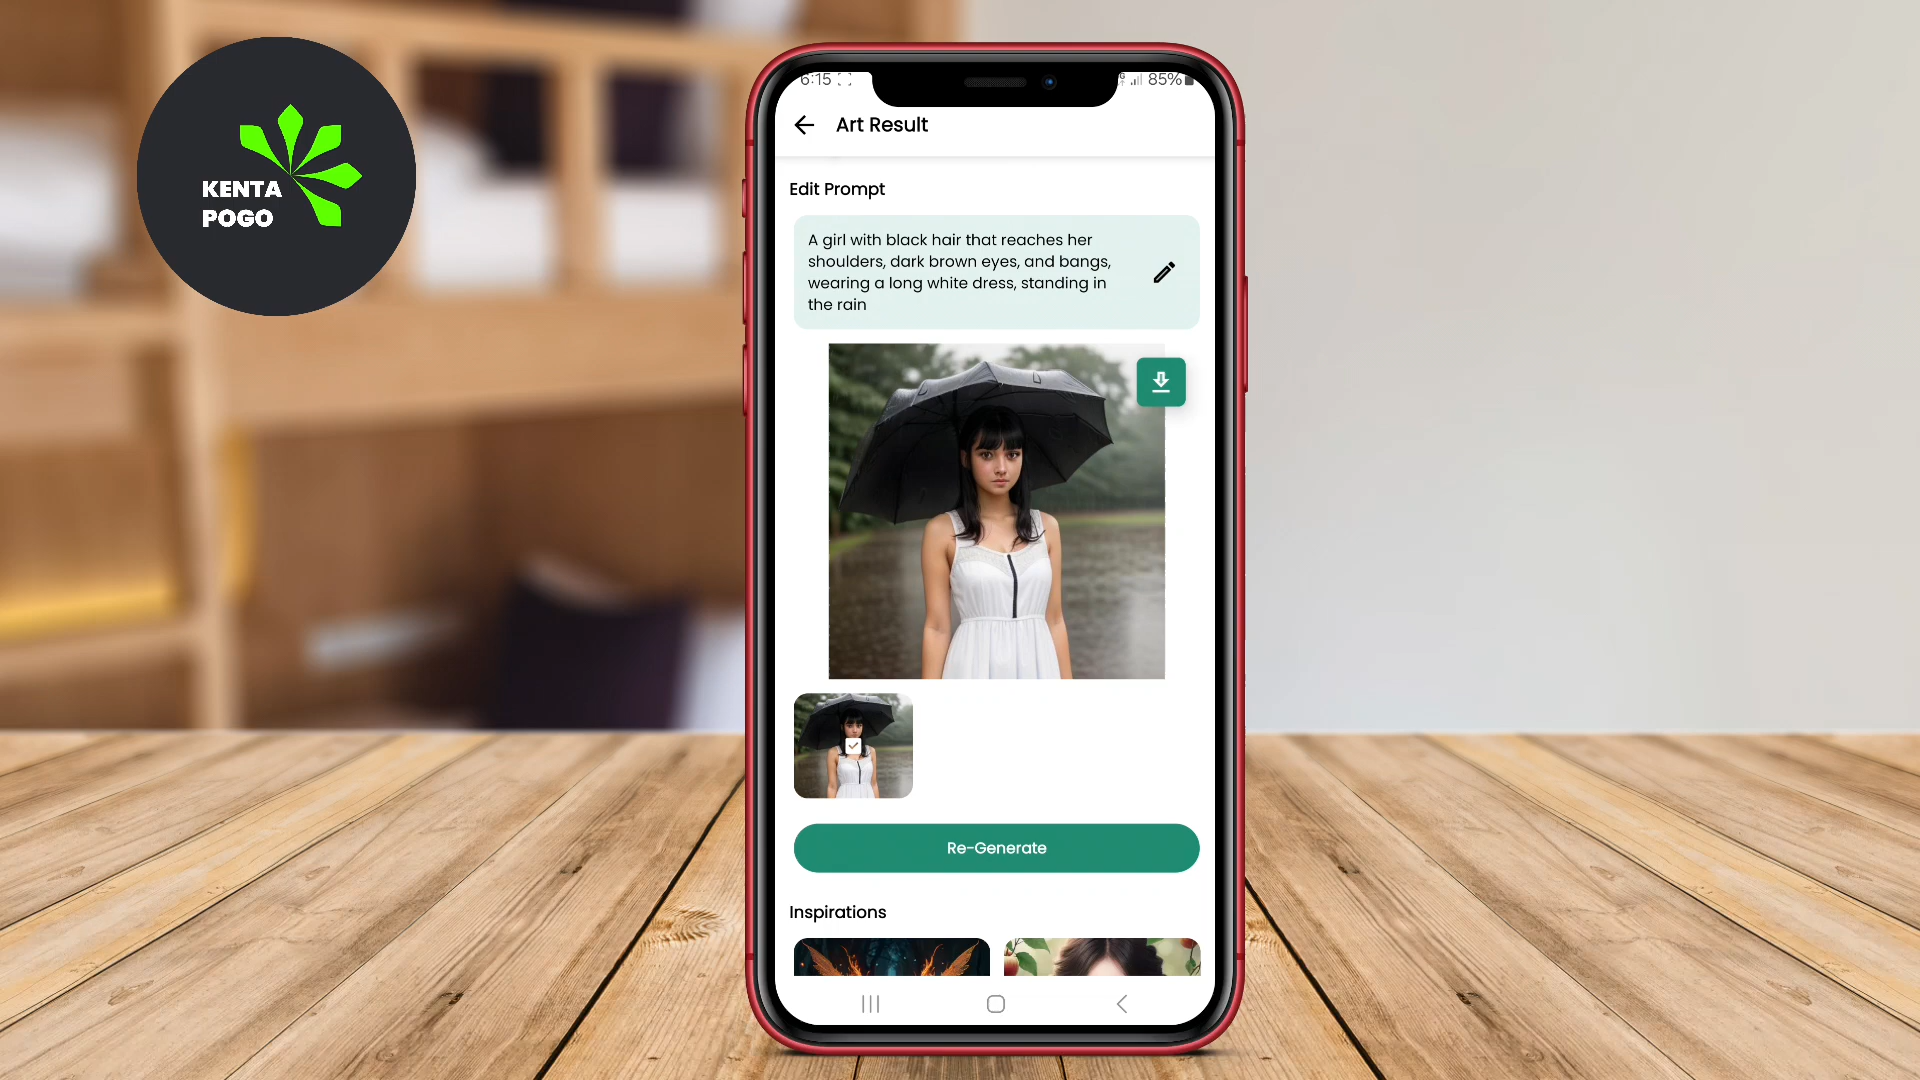 KENTA
POGO
6:15
85%
Art Result
Edit Prompt
A girl with black hair that reaches her
shoulders, dark brown eyes, and bangs,
wearing a long white dress, standing in
the rain
Re-Generate
Inspirations